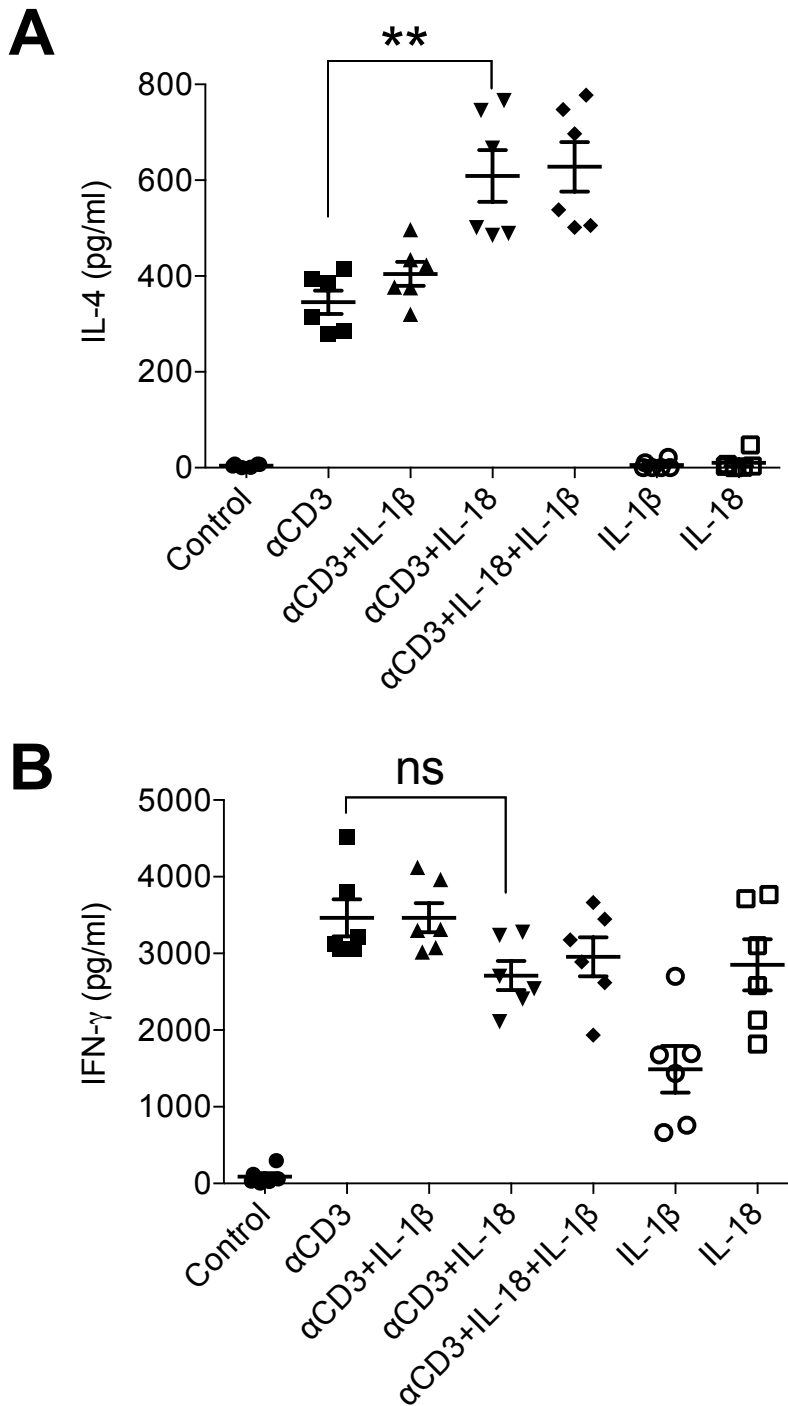 A
**
IL-4 (pg/ml)
800
600
400
200
0
Control
αCD3
αCD3+IL-1β
αCD3+IL-18
αCD3+IL-18+IL-1β
IL-1β
IL-18
B
ns
IFN-γ (pg/ml)
5000
4000
3000
2000
1000
0
Control
αCD3
αCD3+IL-1β
αCD3+IL-18
αCD3+IL-18+IL-1β
IL-1β
IL-18